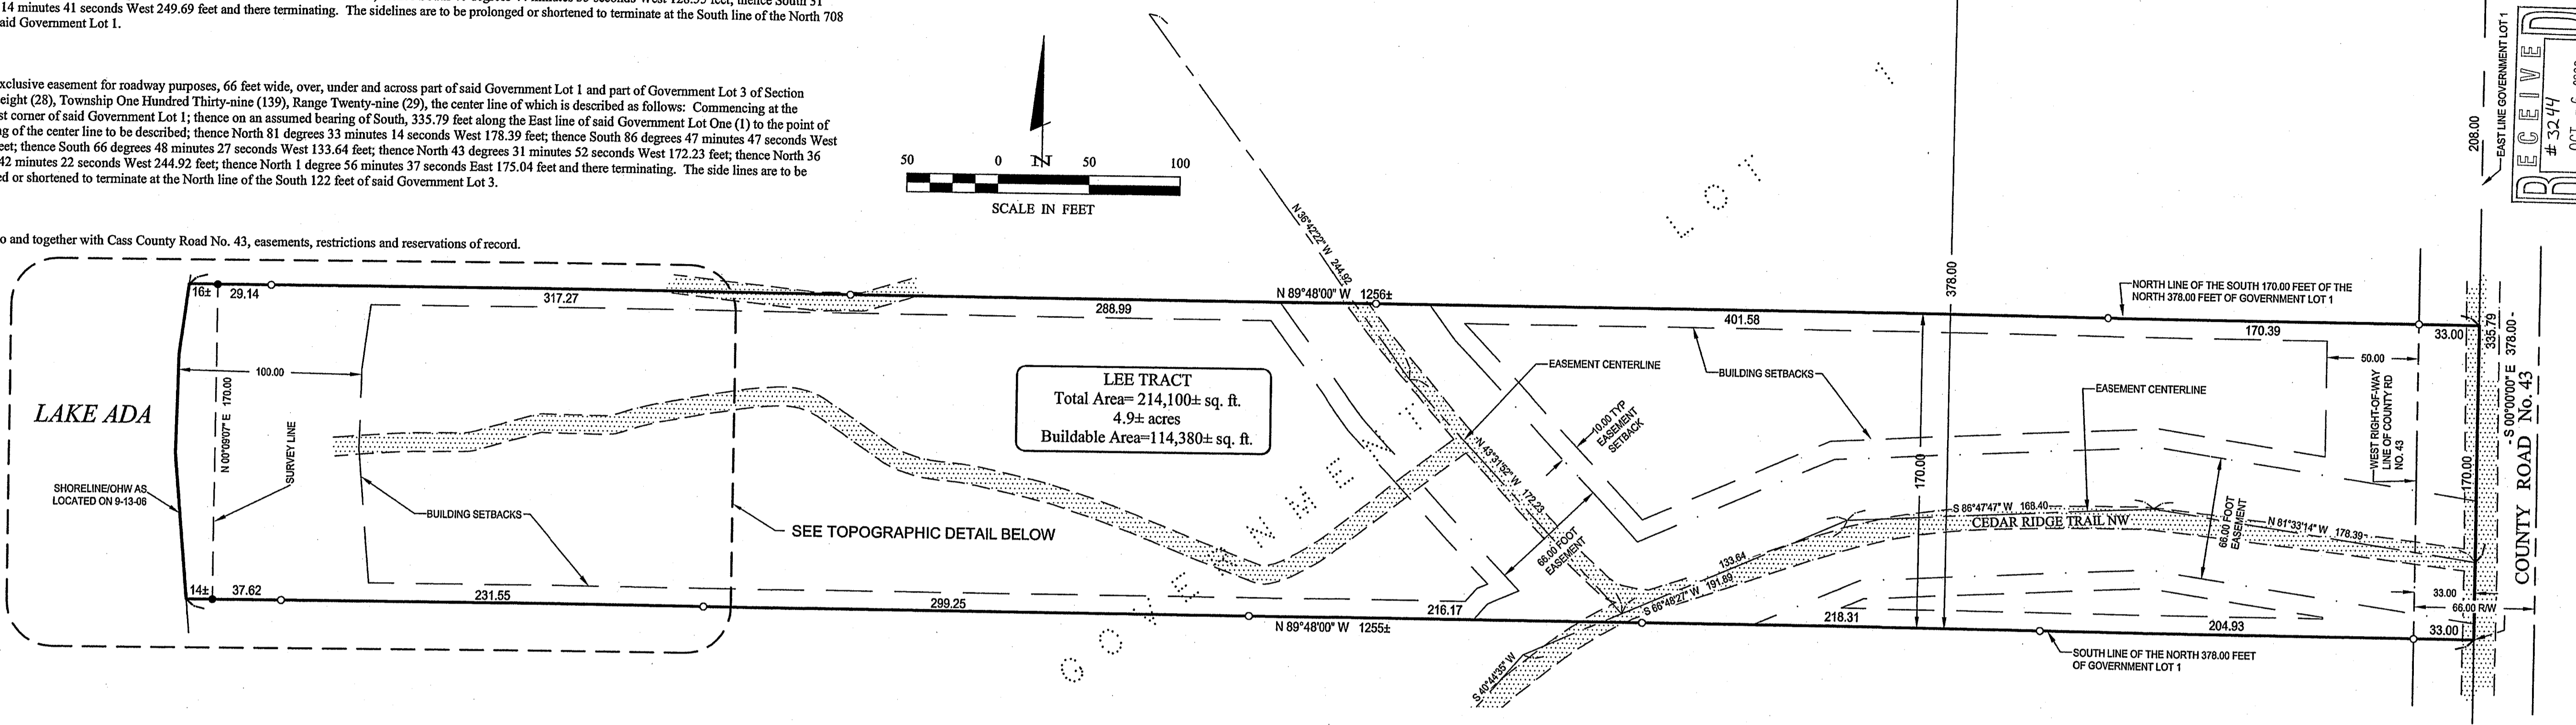 14 minutes 41 seconds West 249.69 feet and there terminating. The sidelines are to be prolonged or shortened to terminate at the South line of the North 708
aid Government Lot 1.
xclusive easement for roadway purposes, 66 feet wide, over, under and across part of said Government Lot 1 and part of Government Lot 3 of Section
eight (28), Township One Hundred Thirty-nine (139), Range Twenty-nine (29), the center line of which is described as follows: Commencing at the
st corner of said Government Lot 1; thence on an assumed bearing of South, 335.79 feet along the East line of said Government Lot One (1) to the point of
g of the center line to be described; thence North 81 degrees 33 minutes 14 seconds West 178.39 feet; thence South 86 degrees 47 minutes 47 seconds West
eet; thence South 66 degrees 48 minutes 27 seconds West 133.64 feet; thence North 43 degrees 31 minutes 52 seconds West 172.23 feet; thence North 36
42 minutes 22 seconds West 244.92 feet; thence North 1 degree 56 minutes 37 seconds East 175.04 feet and there terminating. The side lines are to be
d or shortened to terminate at the North line of the South 122 feet of said Government Lot 3.
o and together with Cass County Road No. 43, easements, restrictions and reservations of record.
50 0 N 50 100
SCALE IN FEET
GOVERNMENT LOT 1
208.00
EAST LINE GOVERNMENT LOT 1
RECEIVED
#3244
N 36°42'22" W 244.92
378.00
NORTH LINE OF THE SOUTH 170.00 FEET OF THE
NORTH 378.00 FEET OF GOVERNMENT LOT 1
16± 29.14
317.27
288.99
N 89°48'00" W 1256±
401.58
170.39
33.00
335.79
378.00
S 00°00'00" E
COUNTY ROAD No. 43
100.00
LAKE ADA
N 00°09'07" E 170.00
SURVEY LINE
SHORELINE/OHW AS
LOCATED ON 9-13-06
BUILDING SETBACKS
SEE TOPOGRAPHIC DETAIL BELOW
LEE TRACT
Total Area= 214,100± sq. ft.
4.9± acres
Buildable Area=114,380± sq. ft.
EASEMENT CENTERLINE
BUILDING SETBACKS
10.00 TYP
EASEMENT
SETBACK
N 43°31'52" W 172.23
66.00 FOOT
EASEMENT
50.00
EASEMENT CENTERLINE
WEST RIGHT-OF-WAY
LINE OF COUNTY RD
NO. 43
170.00
170.00
S 86°47'47" W 168.40
CEDAR RIDGE TRAIL NW
66.00 FOOT
EASEMENT
N 81°33'14" W 178.39
133.64
S 66°48'27" W 191.89
33.00
66.00 R/W
14± 37.62
231.55
299.25
216.17
N 89°48'00" W 1255±
218.31
204.93
33.00
S 40°44'35" W
SOUTH LINE OF THE NORTH 378.00 FEET
OF GOVERNMENT LOT 1